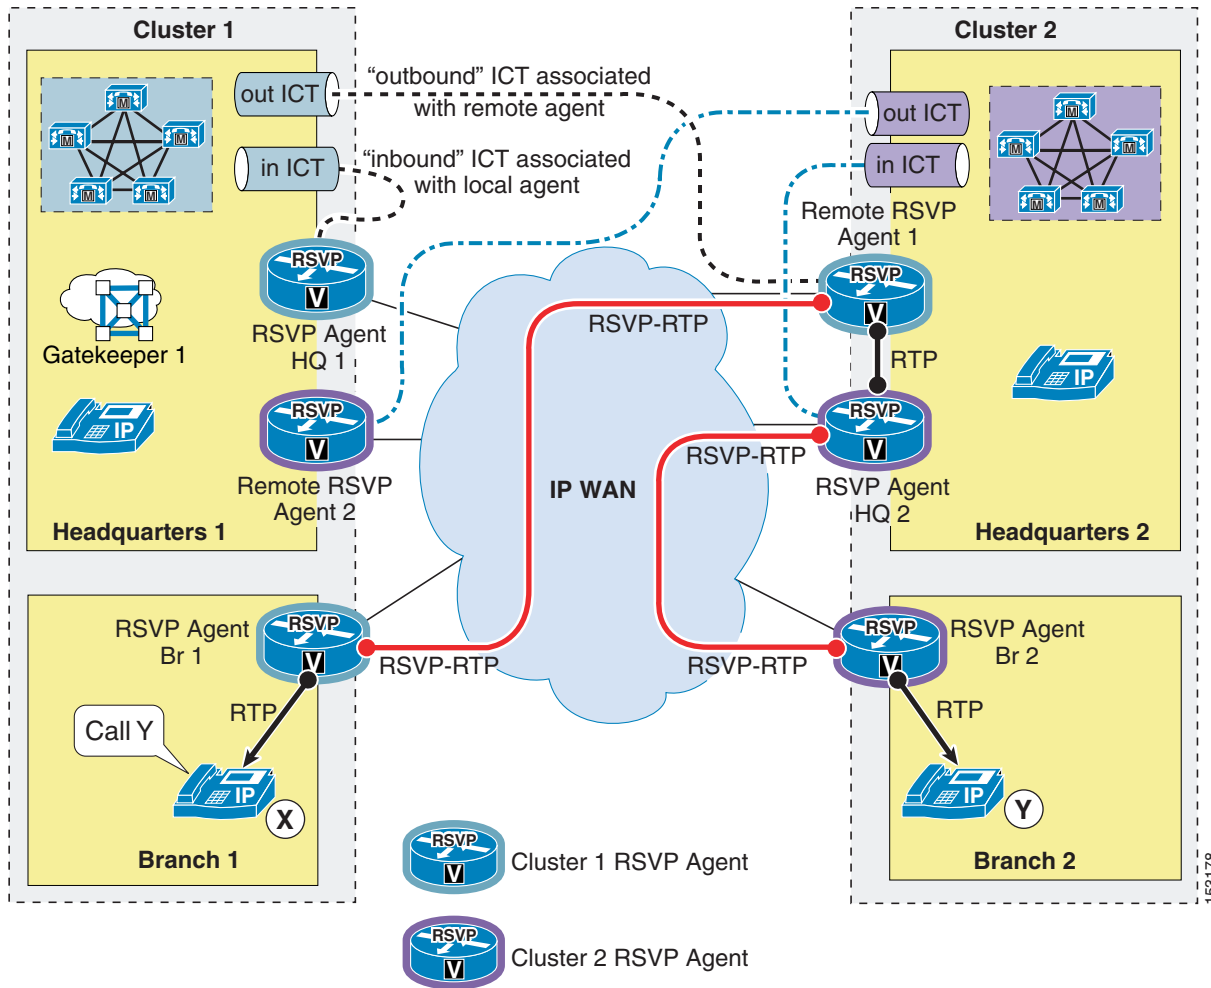 Cluster 1
Cluster 2
out ICT
"outbound" ICT associated
with remote agent
out ICT
in ICT
"inbound" ICT associated
with local agent
in ICT
M
M
M
M
M
M
M
M
M
M
Remote RSVP
Agent 1
RSVP
V
RSVP Agent
HQ 1
RSVP
V
RSVP-RTP
RTP
Gatekeeper 1
IP
IP
RSVP
V
Remote RSVP
Agent 2
RSVP
V
RSVP Agent
HQ 2
RSVP-RTP
IP WAN
Headquarters 1
Headquarters 2
RSVP Agent
Br 1
RSVP
V
RSVP-RTP
RSVP-RTP
RSVP
V
RSVP Agent
Br 2
RTP
RTP
Call Y
IP
X
IP
Y
Branch 1
Branch 2
RSVP
V
Cluster 1 RSVP Agent
RSVP
V
Cluster 2 RSVP Agent
153178